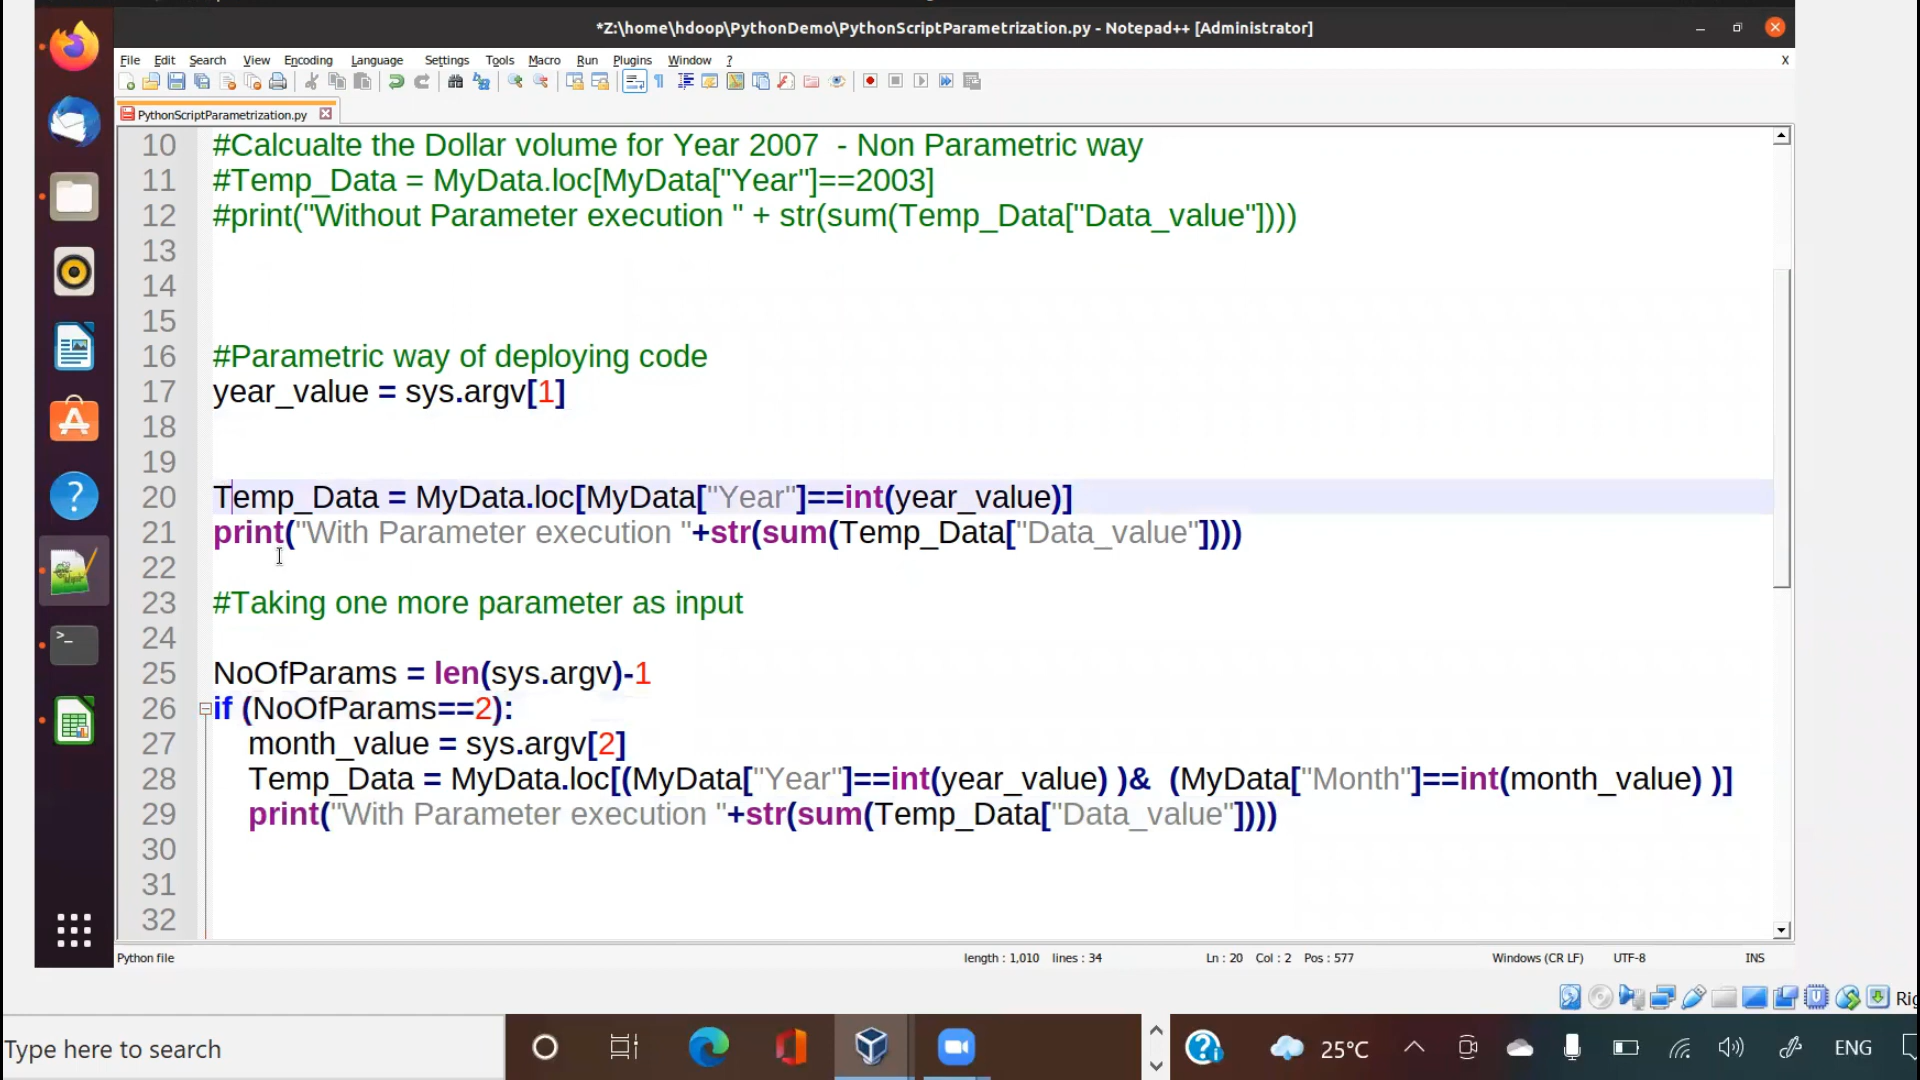 *Z:\home\hdoop\PythonDemo\PythonScriptParametrization.py - Notepad++ [Administrator]
File Edit Search View Encoding Language Settings Tools Macro Run Plugins Window ? X
PythonScriptParametrization.py
10 #Calcualte the Dollar volume for Year 2007  - Non Parametric way
11 #Temp_Data = MyData.loc[MyData["Year"]==2003]
12 #print("Without Parameter execution " + str(sum(Temp_Data["Data_value"])))
13
14
15
16 #Parametric way of deploying code
17 year_value = sys.argv[1]
18
19
20 Temp_Data = MyData.loc[MyData["Year"]==int(year_value)]
21 print("With Parameter execution "+str(sum(Temp_Data["Data_value"])))
22
23 #Taking one more parameter as input
24
25 NoOfParams = len(sys.argv)-1
26 if (NoOfParams==2):
27     month_value = sys.argv[2]
28     Temp_Data = MyData.loc[(MyData["Year"]==int(year_value) )&  (MyData["Month"]==int(month_value) )]
29     print("With Parameter execution "+str(sum(Temp_Data["Data_value"])))
30
31
32
Python file length : 1,010 lines : 34 Ln : 20 Col : 2 Pos : 577 Windows (CR LF) UTF-8 INS
Type here to search 25°C ENG